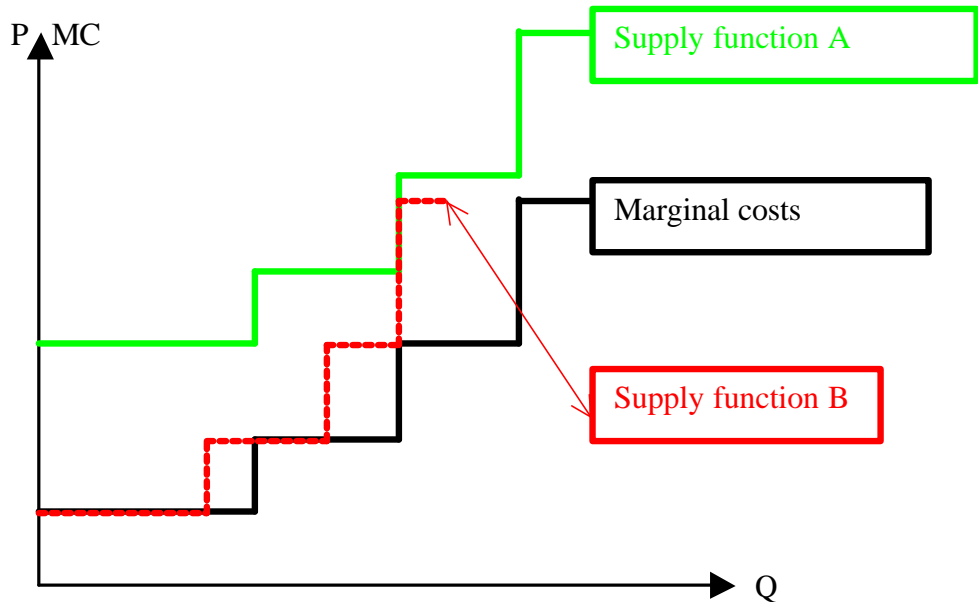 P MC
Supply function A
Marginal costs
Supply function B
Q